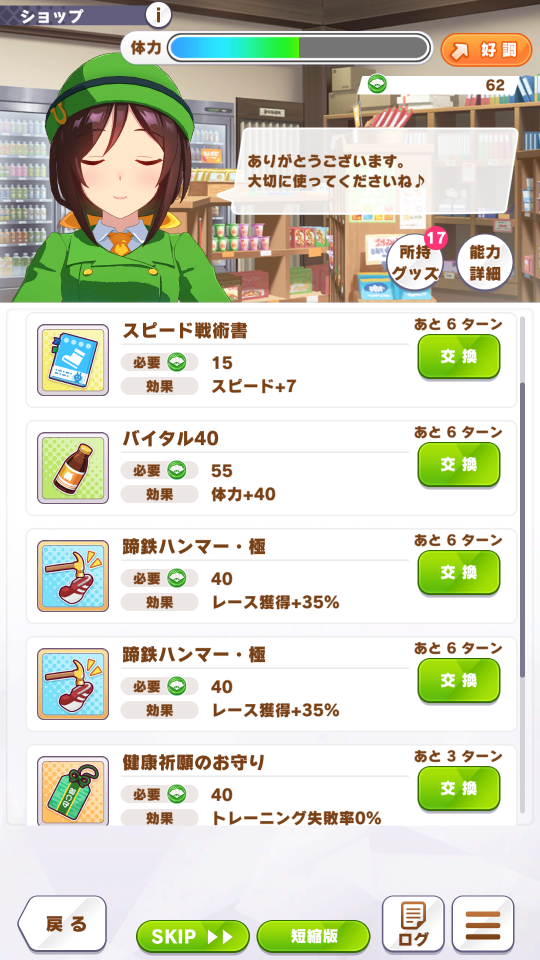 ショップ
i
体力
好調
62
ありがとうございます。
大切に使ってくださいね♪
17
所持
グッズ
能力
詳細
スピード戦術書
あと 6 ターン
必要 15
交換
効果 スピード+7
バイタル40
あと 6 ターン
必要 55
交換
効果 体力+40
蹄鉄ハンマー・極
あと 6 ターン
必要 40
交換
効果 レース獲得+35%
蹄鉄ハンマー・極
あと 6 ターン
必要 40
交換
効果 レース獲得+35%
健康祈願のお守り
あと 3 ターン
必要 40
交換
効果 トレーニング失敗率0%
戻る
SKIP
短縮版
ログ